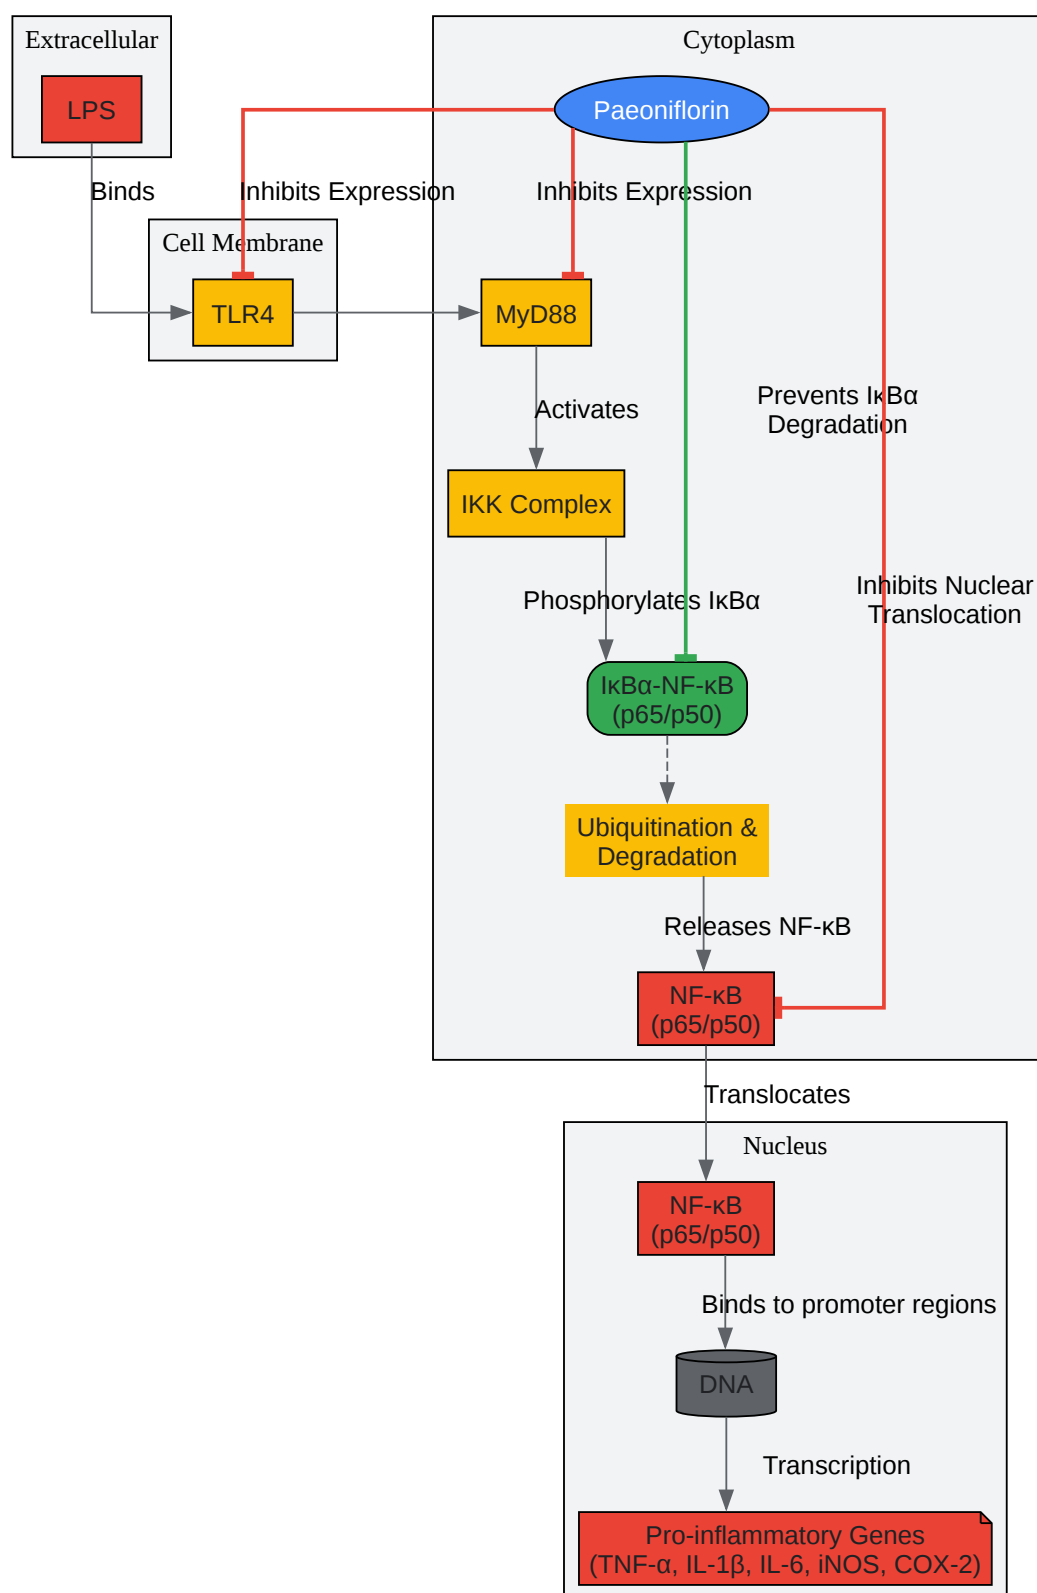 Extracellular
Cytoplasm
LPS
Paeoniflorin
Binds
Inhibits Expression
Inhibits Expression
Cell Membrane
TLR4
MyD88
Activates
Prevents IκBα
Degradation
IKK Complex
Phosphorylates IκBα
Inhibits Nuclear
Translocation
IκBα-NF-κB
(p65/p50)
Ubiquitination &
Degradation
Releases NF-κB
NF-κB
(p65/p50)
Translocates
Nucleus
NF-κB
(p65/p50)
Binds to promoter regions
DNA
Transcription
Pro-inflammatory Genes
(TNF-α, IL-1β, IL-6, iNOS, COX-2)